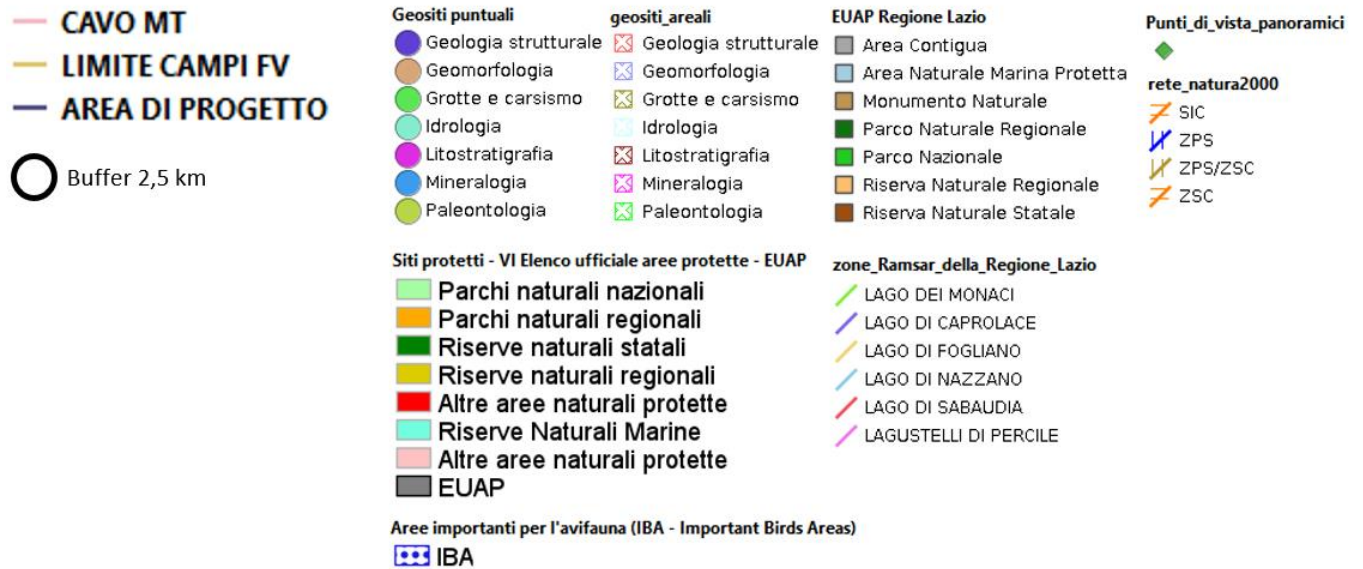 CAVO MT
LIMITE CAMPI FV
AREA DI PROGETTO
Buffer 2,5 km
Geositi puntuali
Geologia strutturale
Geomorfologia
Grotte e carsismo
Idrologia
Litostratigrafia
Mineralogia
Paleontologia
geositi_areali
Geologia strutturale
Geomorfologia
Grotte e carsismo
Idrologia
Litostratigrafia
Mineralogia
Paleontologia
EUAP Regione Lazio
Area Contigua
Area Naturale Marina Protetta
Monumento Naturale
Parco Naturale Regionale
Parco Nazionale
Riserva Naturale Regionale
Riserva Naturale Statale
Punti_di_vista_panoramici
rete_natura2000
SIC
ZPS
ZPS/ZSC
ZSC
Siti protetti - VI Elenco ufficiale aree protette - EUAP
Parchi naturali nazionali
Parchi naturali regionali
Riserve naturali statali
Riserve naturali regionali
Altre aree naturali protette
Riserve Naturali Marine
Altre aree naturali protette
EUAP
zone_Ramsar_della_Regione_Lazio
LAGO DEI MONACI
LAGO DI CAPROLACE
LAGO DI FOGLIANO
LAGO DI NAZZANO
LAGO DI SABAUDIA
LAGUSTELLI DI PERCILE
Aree importanti per l'avifauna (IBA - Important Birds Areas)
IBA